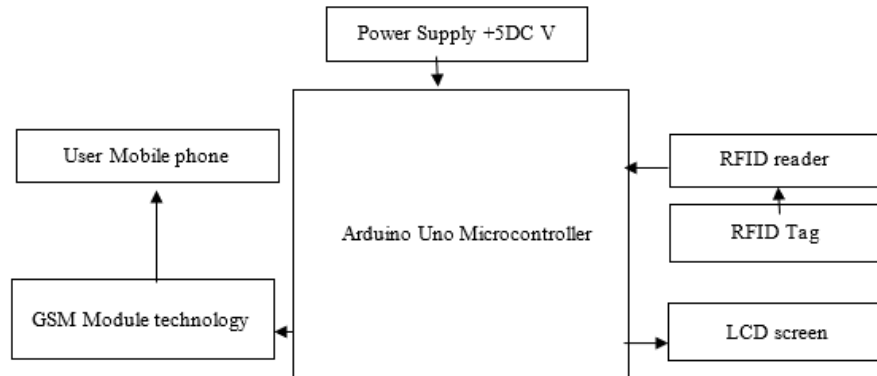 Power Supply +5DC V
User Mobile phone
RFID reader
Arduino Uno Microcontroller
RFID Tag
GSM Module technology
LCD screen